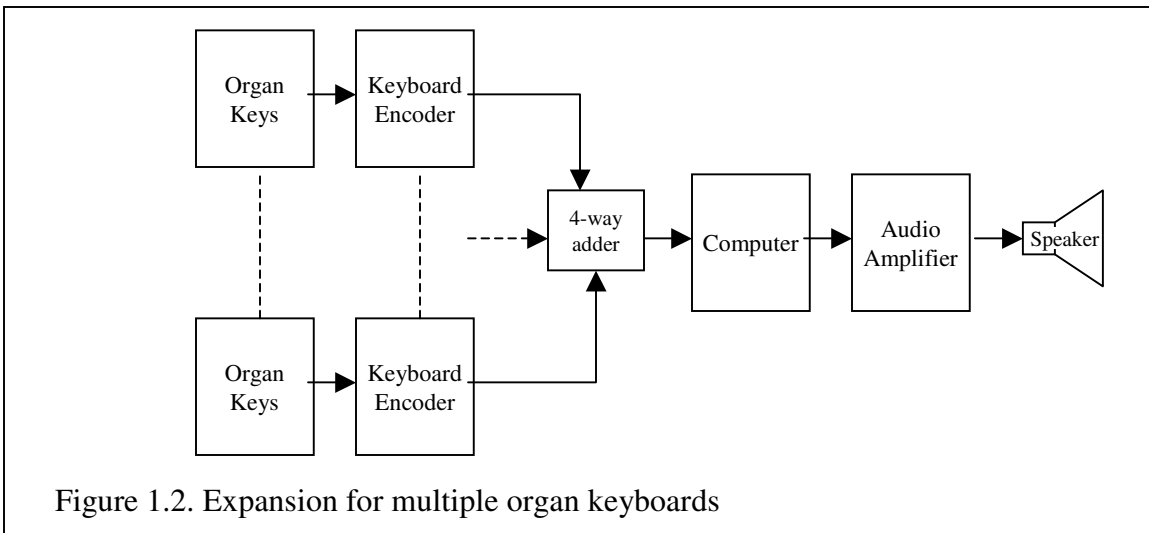 Organ
Keys
Keyboard
Encoder
4-way
adder
Computer
Audio
Amplifier
Speaker
Organ
Keys
Keyboard
Encoder
Figure 1.2. Expansion for multiple organ keyboards